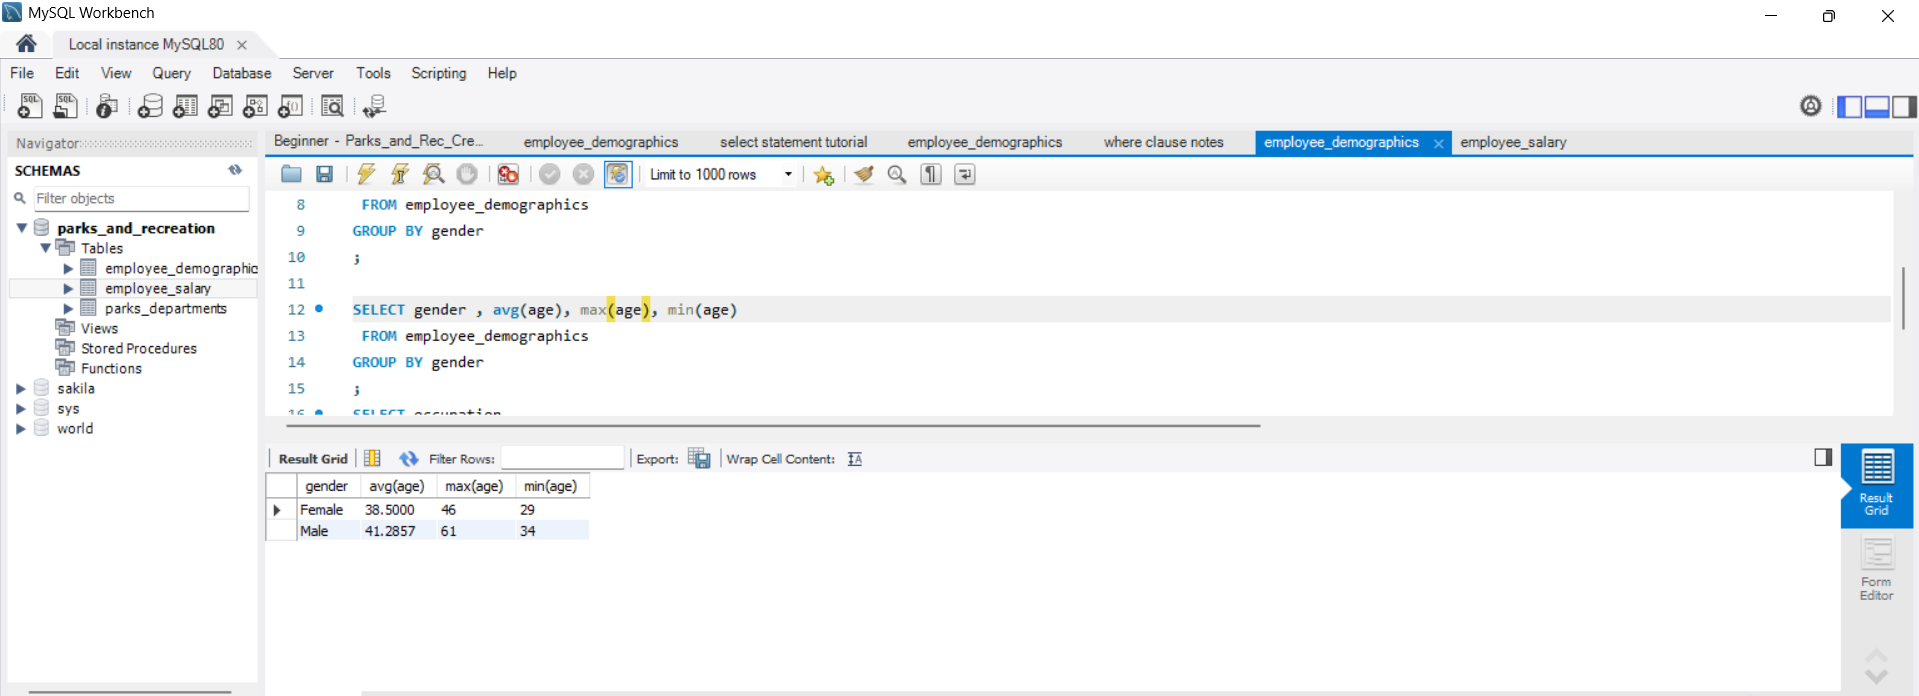 MySQL Workbench
Local instance MySQL80
File Edit View Query Database Server Tools Scripting Help
Navigator
SCHEMAS
Filter objects
parks_and_recreation
Tables
employee_demographic
employee_salary
parks_departments
Views
Stored Procedures
Functions
sakila
sys
world
Beginner - Parks_and_Rec_Cre... employee_demographics select statement tutorial employee_demographics where clause notes employee_demographics employee_salary
Limit to 1000 rows
8 FROM employee_demographics
9 GROUP BY gender
10 ;
11
12 SELECT gender , avg(age), max(age), min(age)
13 FROM employee_demographics
14 GROUP BY gender
15 ;
16 SELECT occupation
Result Grid Filter Rows: Export: Wrap Cell Content:
gender avg(age) max(age) min(age)
Female 38.5000 46 29
Male 41.2857 61 34
Result
Grid
Form
Editor